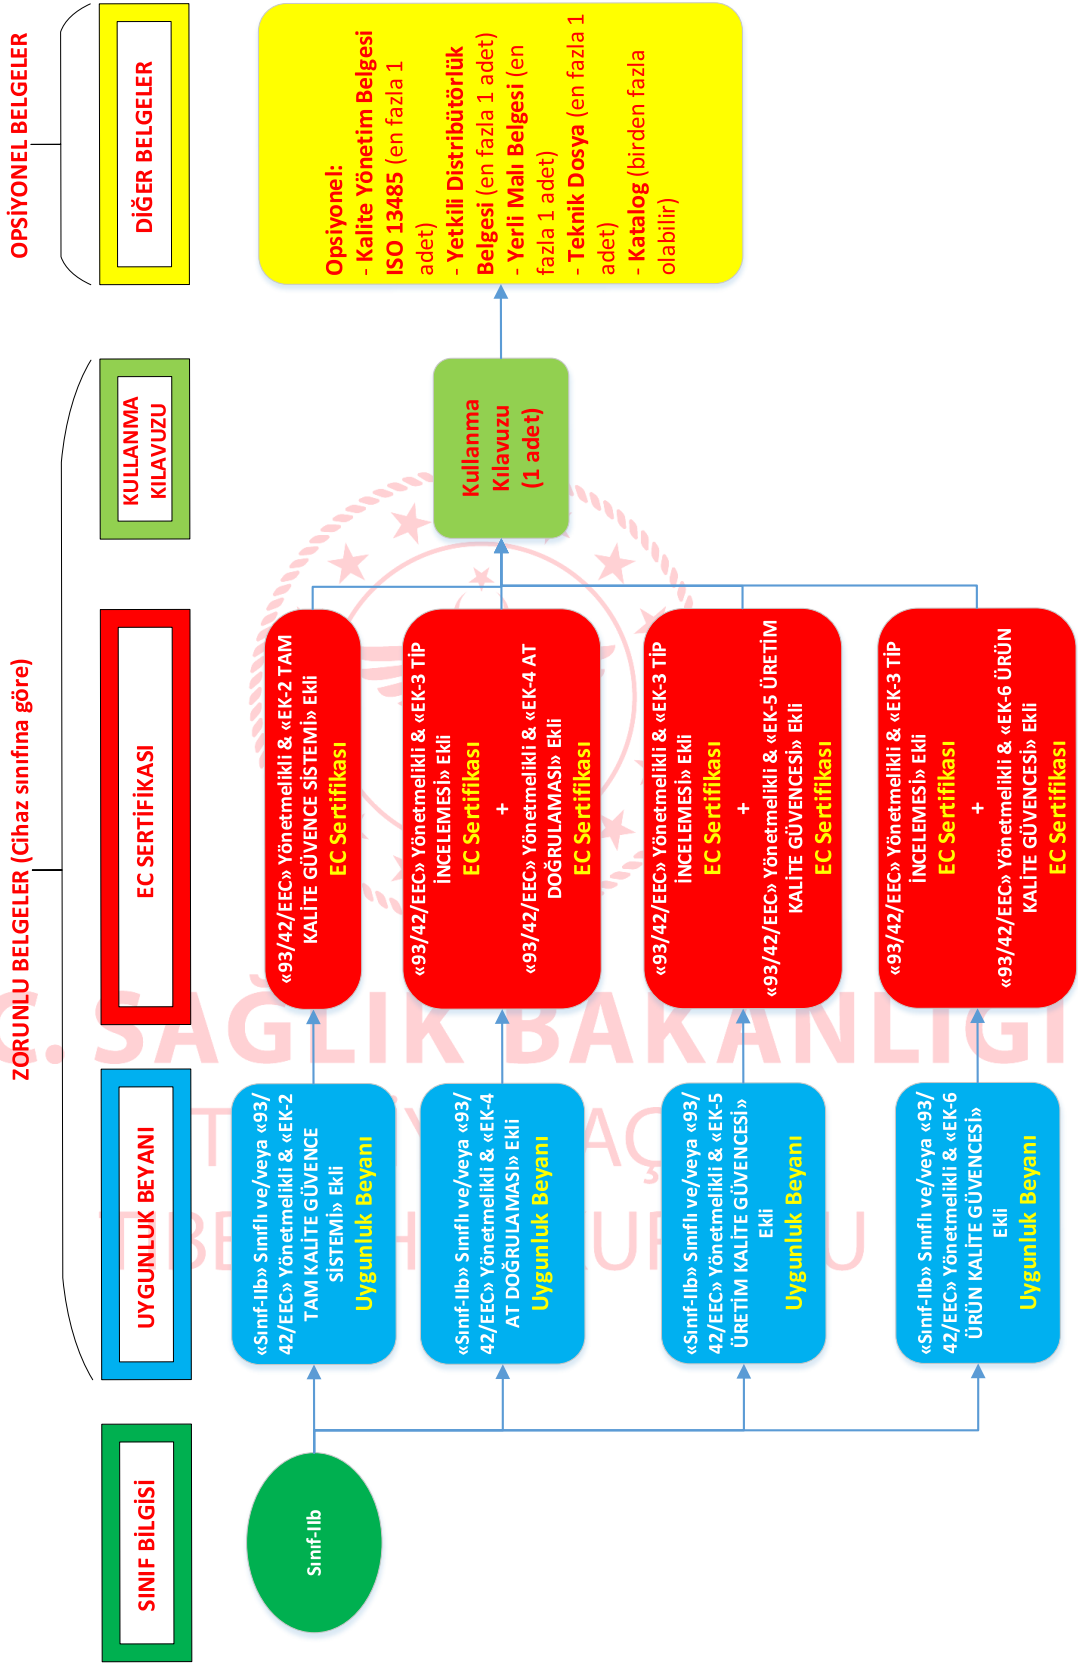 ZORUNLU BELGELER (Cihaz sınıfına göre)
OPSİYONEL BELGELER
SINIF BİLGİSİ
UYGUNLUK BEYANI
EC SERTİFİKASI
KULLANMA
KILAVUZU
DİĞER BELGELER
Sınıf-IIb
«Sınıf-IIb» Sınıflı ve/veya «93/
42/EEC» Yönetmelikli & «EK-2
TAM KALİTE GÜVENCE
SİSTEMİ» Ekli
Uygunluk Beyanı
«93/42/EEC» Yönetmelikli & «EK-2 TAM
KALİTE GÜVENCE SİSTEMİ» Ekli
EC Sertifikası
«Sınıf-IIb» Sınıflı ve/veya «93/
42/EEC» Yönetmelikli & «EK-4
AT DOĞRULAMASI» Ekli
Uygunluk Beyanı
«93/42/EEC» Yönetmelikli & «EK-3 TİP
İNCELEMESİ» Ekli
EC Sertifikası
+
«93/42/EEC» Yönetmelikli & «EK-4 AT
DOĞRULAMASI» Ekli
EC Sertifikası
«Sınıf-IIb» Sınıflı ve/veya «93/
42/EEC» Yönetmelikli & «EK-5
ÜRETİM KALİTE GÜVENCESİ»
Ekli
Uygunluk Beyanı
«93/42/EEC» Yönetmelikli & «EK-3 TİP
İNCELEMESİ» Ekli
EC Sertifikası
+
«93/42/EEC» Yönetmelikli & «EK-5 ÜRETİM
KALİTE GÜVENCESİ» Ekli
EC Sertifikası
«Sınıf-IIb» Sınıflı ve/veya «93/
42/EEC» Yönetmelikli & «EK-6
ÜRÜN KALİTE GÜVENCESİ»
Ekli
Uygunluk Beyanı
«93/42/EEC» Yönetmelikli & «EK-3 TİP
İNCELEMESİ» Ekli
EC Sertifikası
+
«93/42/EEC» Yönetmelikli & «EK-6 ÜRÜN
KALİTE GÜVENCESİ» Ekli
EC Sertifikası
Kullanma
Kılavuzu
(1 adet)
Opsiyonel:
- Kalite Yönetim Belgesi
ISO 13485 (en fazla 1
adet)
- Yetkili Distribütörlük
Belgesi (en fazla 1 adet)
- Yerli Malı Belgesi (en
fazla 1 adet)
- Teknik Dosya (en fazla 1
adet)
- Katalog (birden fazla
olabilir)
C. SAĞLIK BAKANLIĞI